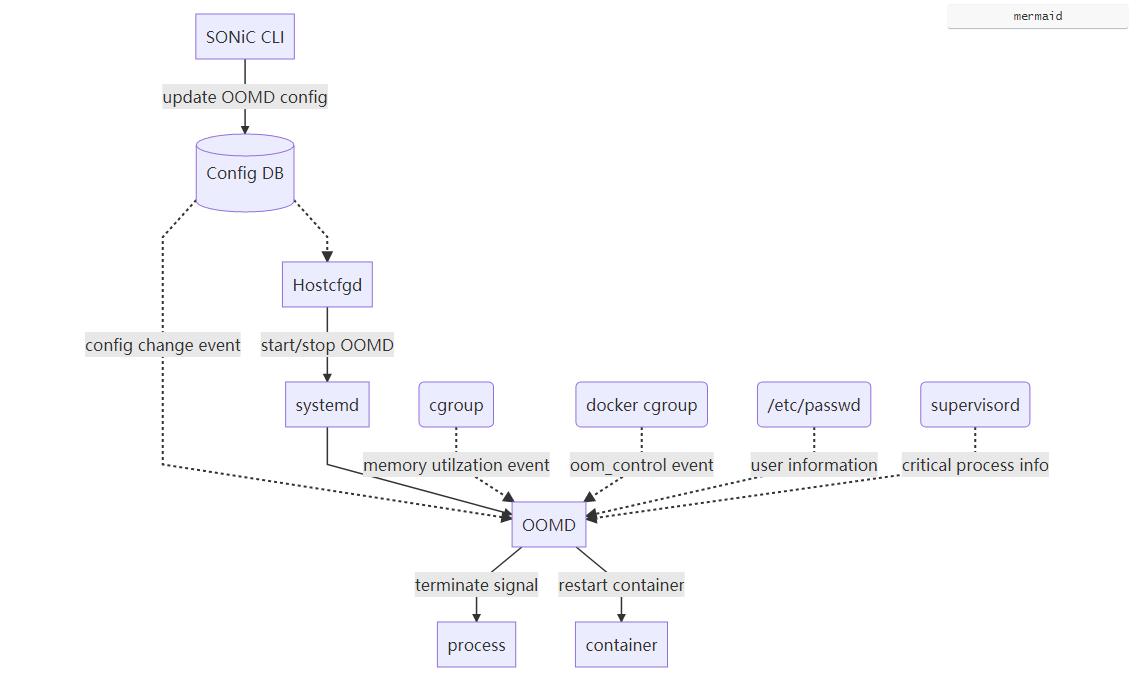 mermaid
SONiC CLI
update OOMD config
Config DB
Hostcfgd
config change event
start/stop OOMD
systemd
cgroup
docker cgroup
/etc/passwd
supervisord
memory utilzation event
oom_control event
user information
critical process info
OOMD
terminate signal
restart container
process
container